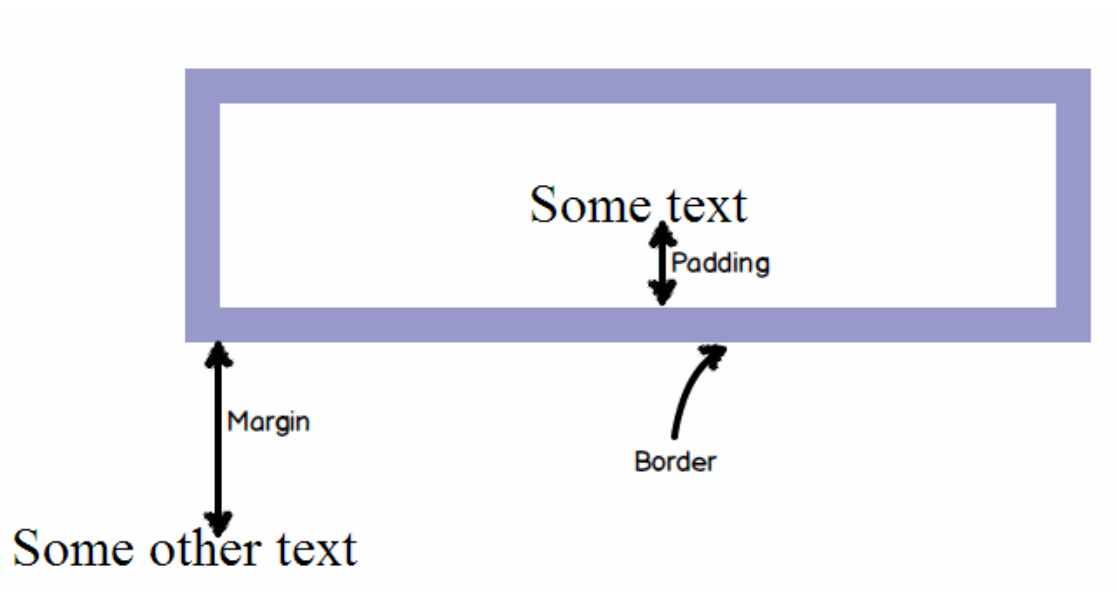 Some text
Padding
Margin
Border
Some other text